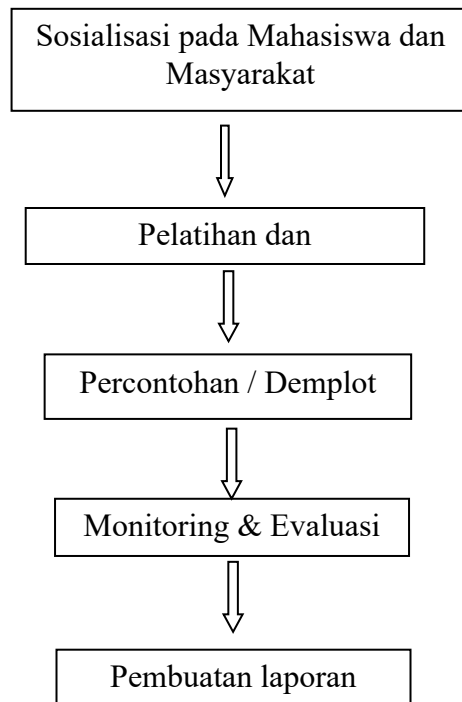 Sosialisasi pada Mahasiswa dan
Masyarakat
Pelatihan dan
Percontohan / Demplot
Monitoring & Evaluasi
Pembuatan laporan